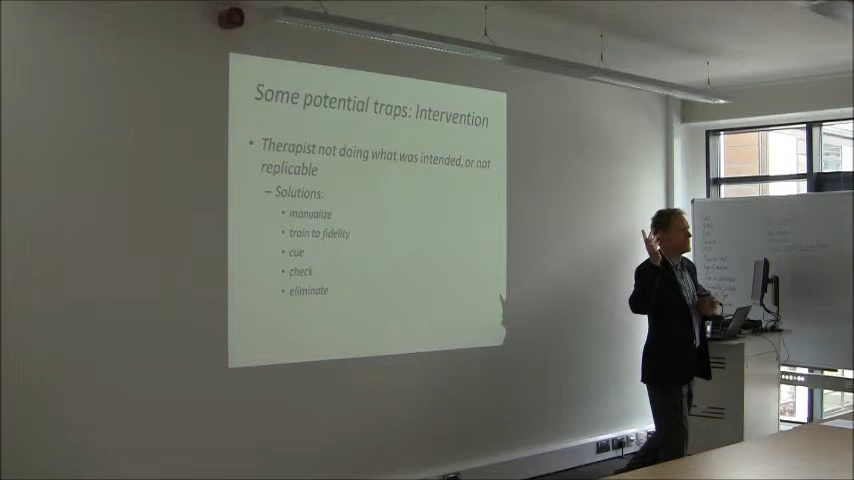 Some potential traps: Intervention
• Therapist not doing what was intended, or not
replicable
– Solutions:
• manualize
• train to fidelity
• cue
• check
• eliminate